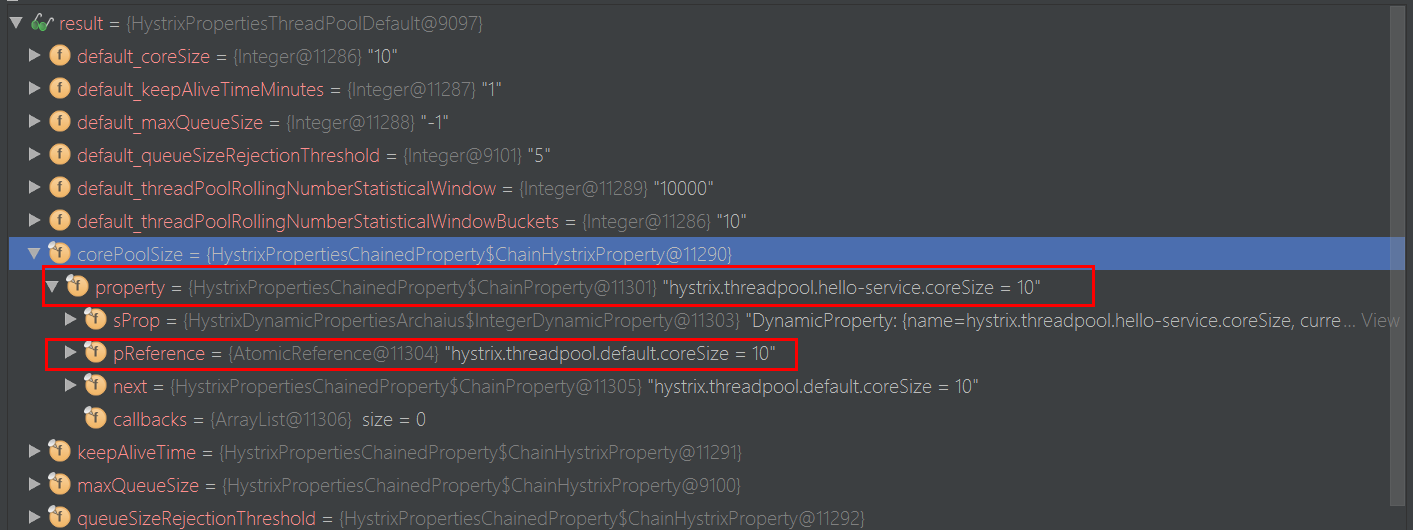 result = {HystrixPropertiesThreadPoolDefault@9097}
f default_coreSize = {Integer@11286} "10"
f default_keepAliveTimeMinutes = {Integer@11287} "1"
f default_maxQueueSize = {Integer@11288} "-1"
f default_queueSizeRejectionThreshold = {Integer@9101} "5"
f default_threadPoolRollingNumberStatisticalWindow = {Integer@11289} "10000"
f default_threadPoolRollingNumberStatisticalWindowBuckets = {Integer@11286} "10"
f corePoolSize = {HystrixPropertiesChainedProperty$ChainHystrixProperty@11290}
f property = {HystrixPropertiesChainedProperty$ChainProperty@11301} "hystrix.threadpool.hello-service.coreSize = 10"
f sProp = {HystrixDynamicPropertiesArchaius$IntegerDynamicProperty@11303} "DynamicProperty: {name=hystrix.threadpool.hello-service.coreSize, curre... View
f pReference = {AtomicReference@11304} "hystrix.threadpool.default.coreSize = 10"
f next = {HystrixPropertiesChainedProperty$ChainProperty@11305} "hystrix.threadpool.default.coreSize = 10"
f callbacks = {ArrayList@11306} size = 0
f keepAliveTime = {HystrixPropertiesChainedProperty$ChainHystrixProperty@11291}
f maxQueueSize = {HystrixPropertiesChainedProperty$ChainHystrixProperty@9100}
f queueSizeRejectionThreshold = {HystrixPropertiesChainedProperty$ChainHystrixProperty@11292}